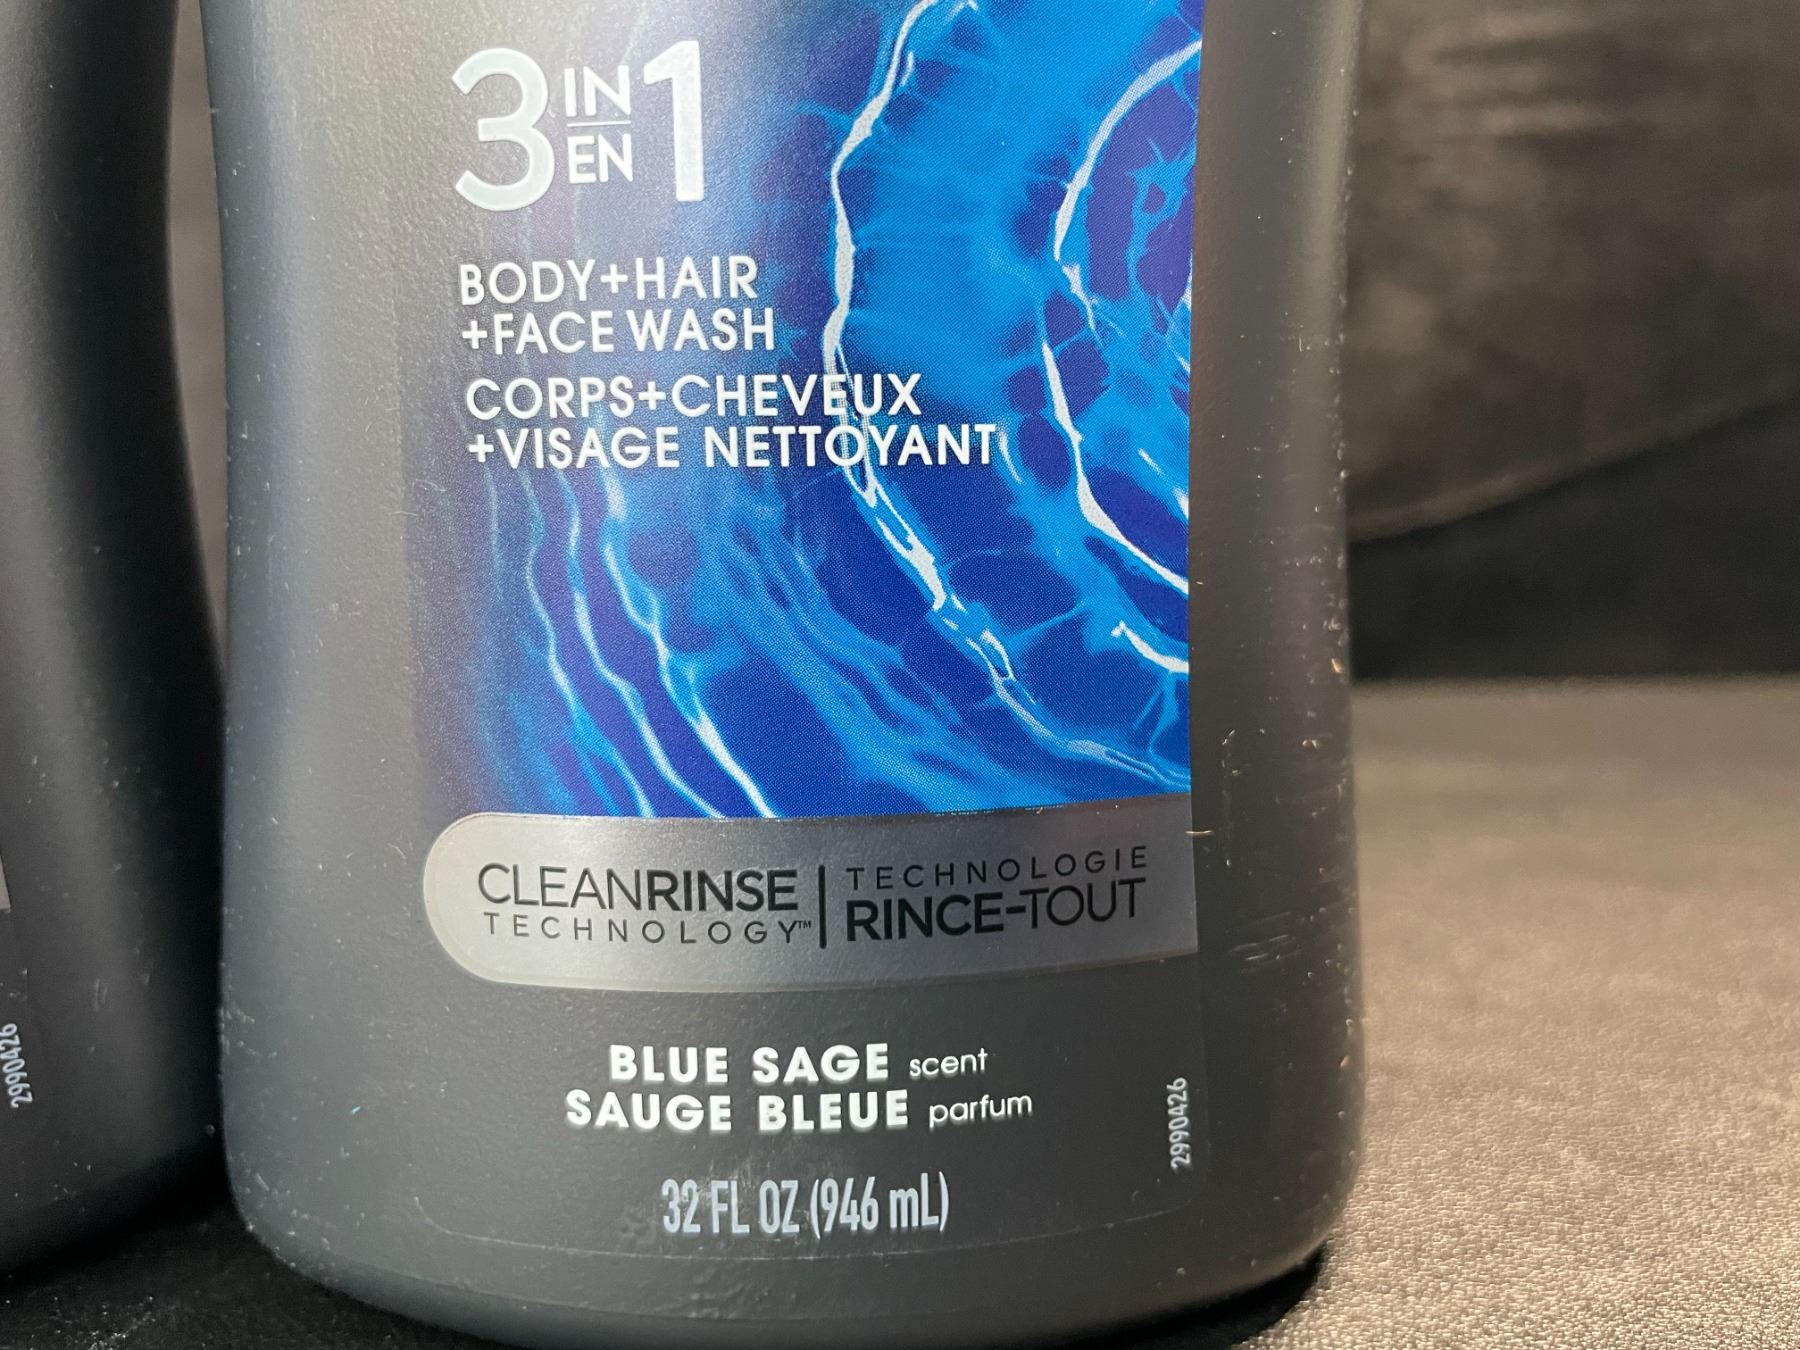 3 IN 1
EN
BODY+HAIR
+FACE WASH
CORPS+CHEVEUX
+VISAGE NETTOYANT
CLEANRINSE
TECHNOLOGY™
TECHNOLOGIE
RINCE-TOUT
BLUE SAGE scent
SAUGE BLEUE parfum
32 FL OZ (946 mL)
2990426
2990426